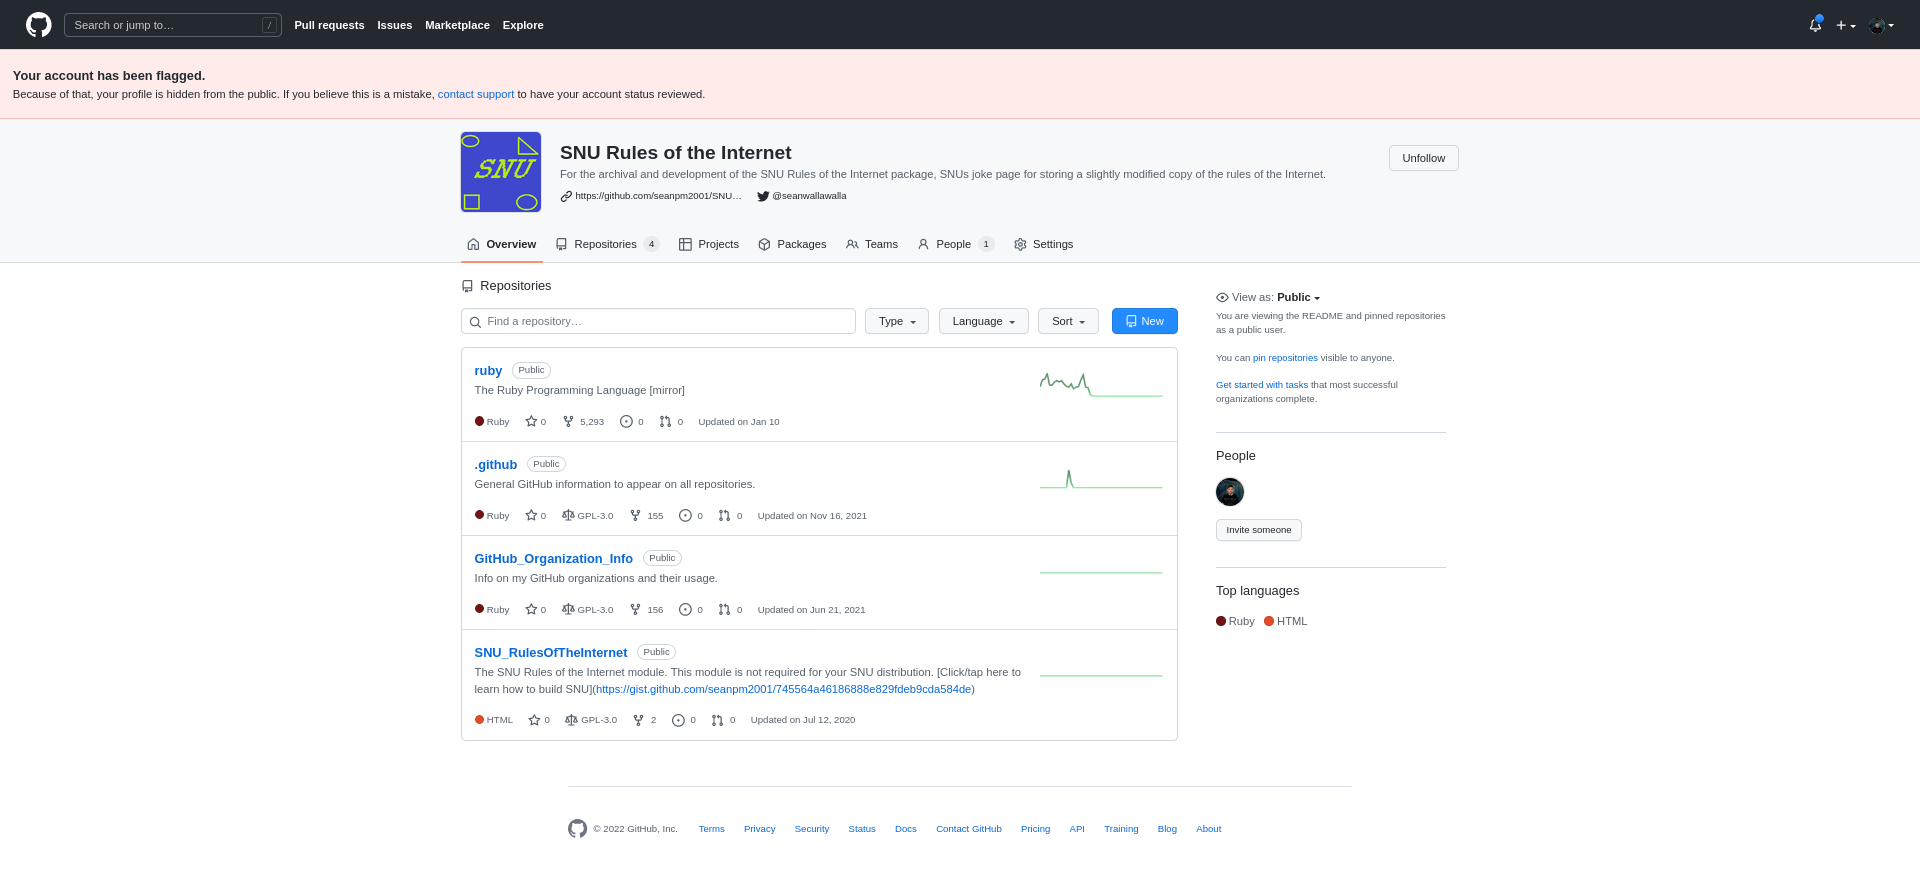 Search or jump to… /
Pull requests Issues Marketplace Explore
Your account has been flagged.
Because of that, your profile is hidden from the public. If you believe this is a mistake, contact support to have your account status reviewed.
SNU
SNU Rules of the Internet
For the archival and development of the SNU Rules of the Internet package, SNUs joke page for storing a slightly modified copy of the rules of the Internet.
https://github.com/seanpm2001/SNU… @seanwallawalla
Unfollow
Overview Repositories 4 Projects Packages Teams People 1 Settings
Repositories
Find a repository…
Type Language Sort New
ruby Public
The Ruby Programming Language [mirror]
Ruby 0 5,293 0 0 Updated on Jan 10
.github Public
General GitHub information to appear on all repositories.
Ruby 0 GPL-3.0 155 0 0 Updated on Nov 16, 2021
GitHub_Organization_Info Public
Info on my GitHub organizations and their usage.
Ruby 0 GPL-3.0 156 0 0 Updated on Jun 21, 2021
SNU_RulesOfTheInternet Public
The SNU Rules of the Internet module. This module is not required for your SNU distribution. [Click/tap here to
learn how to build SNU](https://gist.github.com/seanpm2001/745564a46186888e829fdeb9cda584de)
HTML 0 GPL-3.0 2 0 0 Updated on Jul 12, 2020
View as: Public
You are viewing the README and pinned repositories
as a public user.
You can pin repositories visible to anyone.
Get started with tasks that most successful
organizations complete.
People
Invite someone
Top languages
Ruby HTML
© 2022 GitHub, Inc. Terms Privacy Security Status Docs Contact GitHub Pricing API Training Blog About